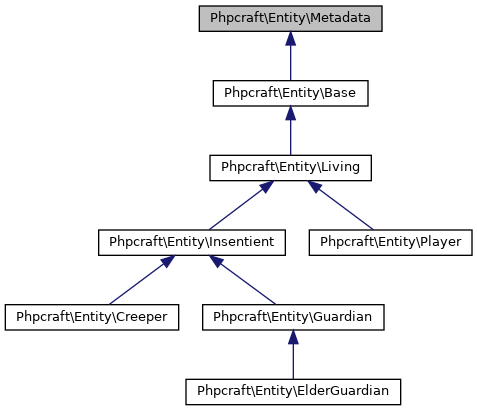 Phpcraft\Entity\Metadata
Phpcraft\Entity\Base
Phpcraft\Entity\Living
Phpcraft\Entity\Insentient
Phpcraft\Entity\Player
Phpcraft\Entity\Creeper
Phpcraft\Entity\Guardian
Phpcraft\Entity\ElderGuardian